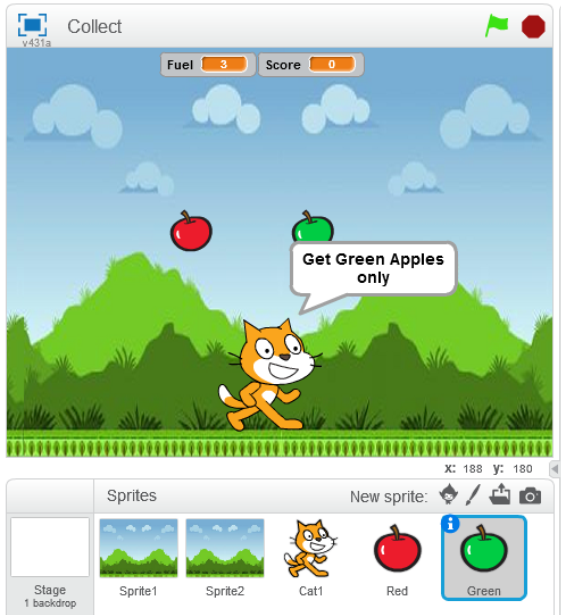 Collect
v431a
Fuel 3 Score 0
Get Green Apples
only
x: 188 y: 180
Sprites
New sprite:
Stage
1 backdrop
Sprite1
Sprite2
Cat1
Red
Green